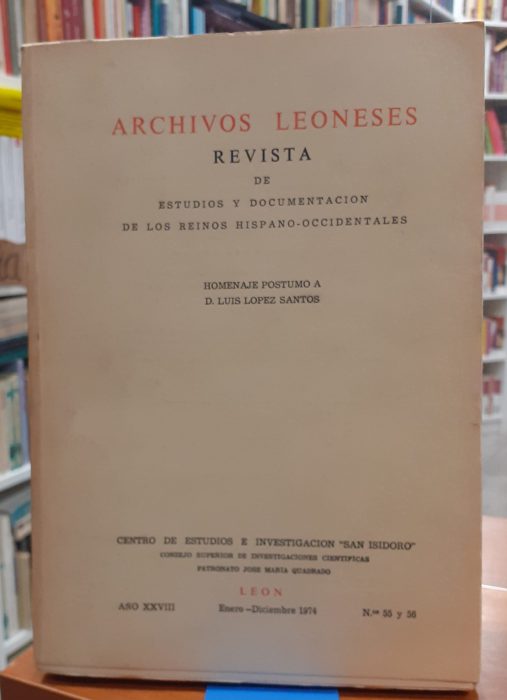 ARCHIVOS LEONESES
REVISTA
DE
ESTUDIOS Y DOCUMENTACION
DE LOS REINOS HISPANO-OCCIDENTALES
HOMENAJE POSTUMO A
D. LUIS LOPEZ SANTOS
CENTRO DE ESTUDIOS E INVESTIGACION "SAN ISIDORO"
CONSEJO SUPERIOR DE INVESTIGACIONES CIENTIFICAS
PATRONATO JOSE MARIA QUADRADO
LEON
AÑO XXVIII Enero-Diciembre 1974 N.os 55 y 56